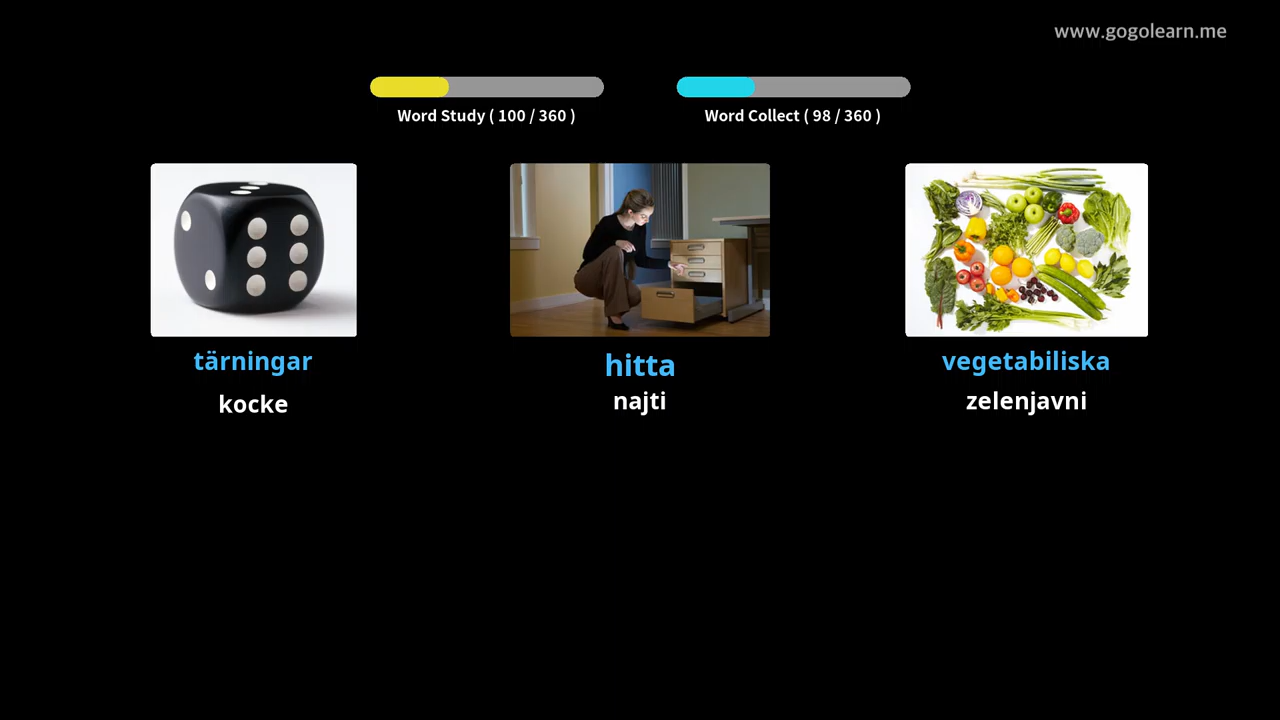 www.gogolearn.me
Word Study ( 100 / 360 )
Word Collect ( 98 / 360 )
tärningar
kocke
hitta
najti
vegetabiliska
zelenjavni